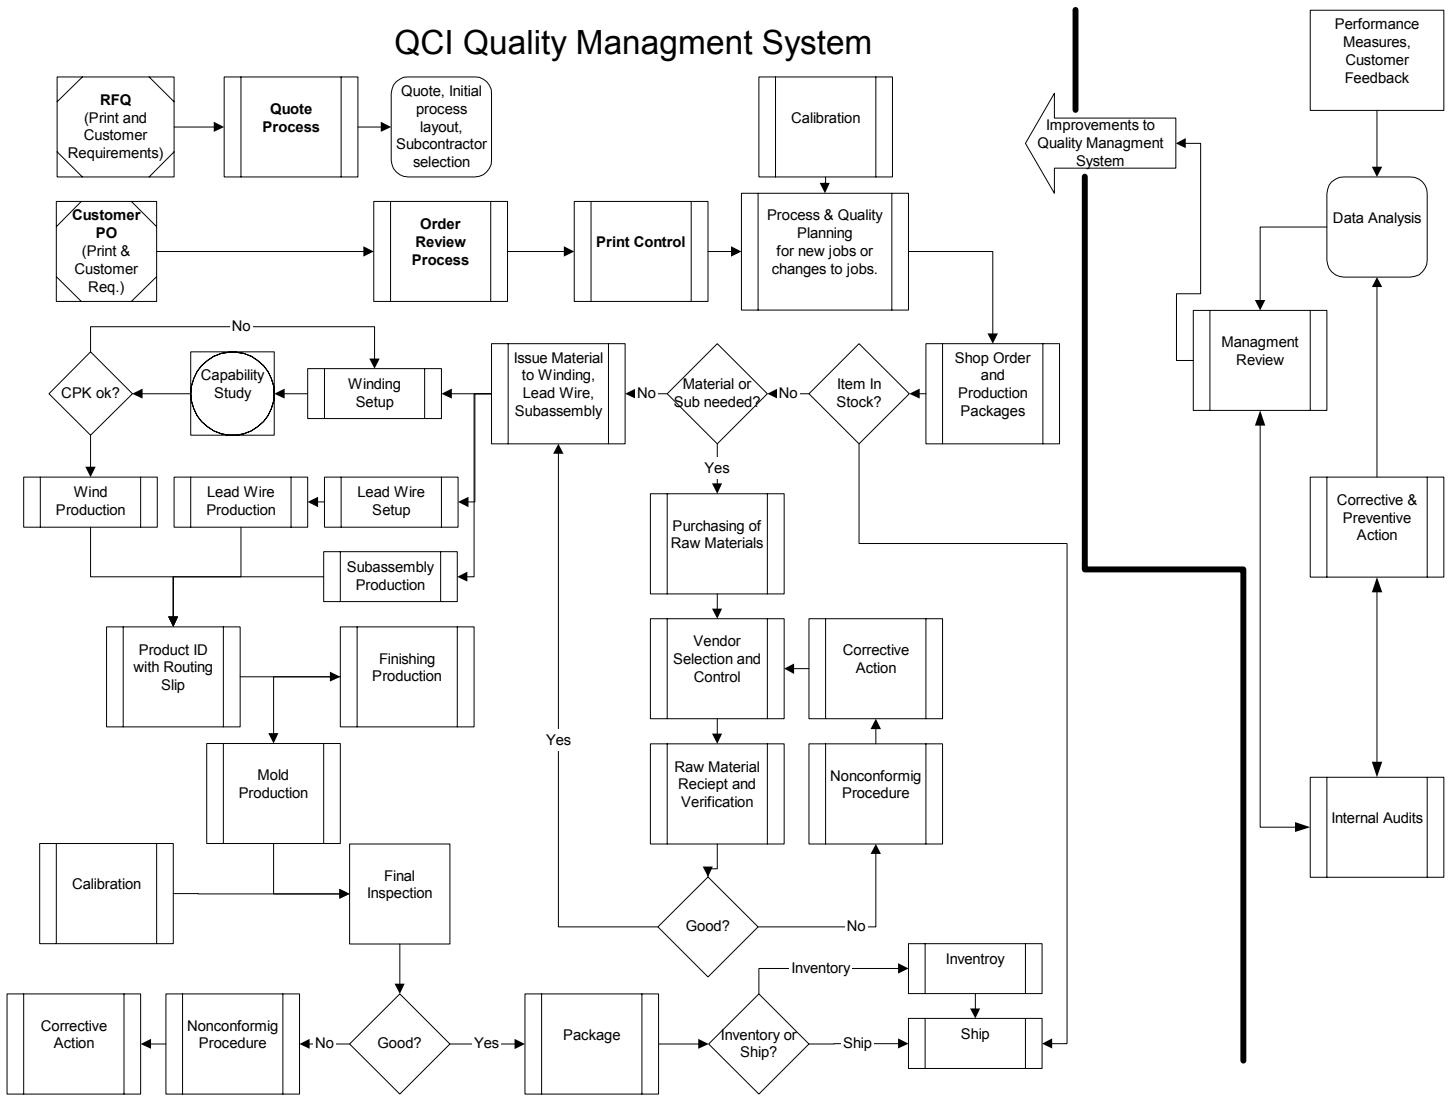 QCI Quality Managment System
RFQ
(Print and
Customer
Requirements)
Quote
Process
Quote, Initial
process
layout,
Subcontractor
selection
Calibration
Improvements to
Quality Managment
System
Performance
Measures,
Customer
Feedback
Customer
PO
(Print &
Customer
Req.)
Order
Review
Process
Print Control
Process & Quality
Planning
for new jobs or
changes to jobs.
Data Analysis
No
CPK ok?
Capability
Study
Winding
Setup
Issue Material
to Winding,
Lead Wire,
Subassembly
No
Material or
Sub needed?
No
Item In
Stock?
Shop Order
and
Production
Packages
Managment
Review
Yes
Wind
Production
Lead Wire
Production
Lead Wire
Setup
Purchasing of
Raw Materials
Corrective &
Preventive
Action
Subassembly
Production
Product ID
with Routing
Slip
Finishing
Production
Vendor
Selection and
Control
Corrective
Action
Yes
Mold
Production
Raw Material
Reciept and
Verification
Nonconformig
Procedure
Internal Audits
Calibration
Final
Inspection
Good?
No
Inventory
Inventroy
Corrective
Action
Nonconformig
Procedure
No
Good?
Yes
Package
Inventory or
Ship?
Ship
Ship